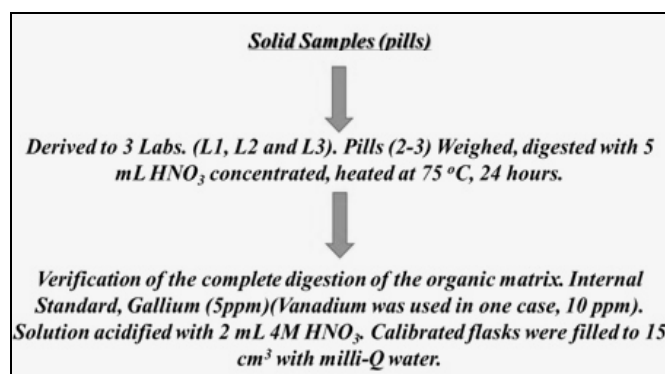 Solid Samples (pills)
Derived to 3 Labs. (L1, L2 and L3). Pills (2-3) Weighed, digested with 5
mL HNO₃ concentrated, heated at 75 ºC, 24 hours.
Verification of the complete digestion of the organic matrix. Internal
Standard, Gallium (5ppm)(Vanadium was used in one case, 10 ppm).
Solution acidified with 2 mL 4M HNO₃. Calibrated flasks were filled to 15
cm³ with milli-Q water.